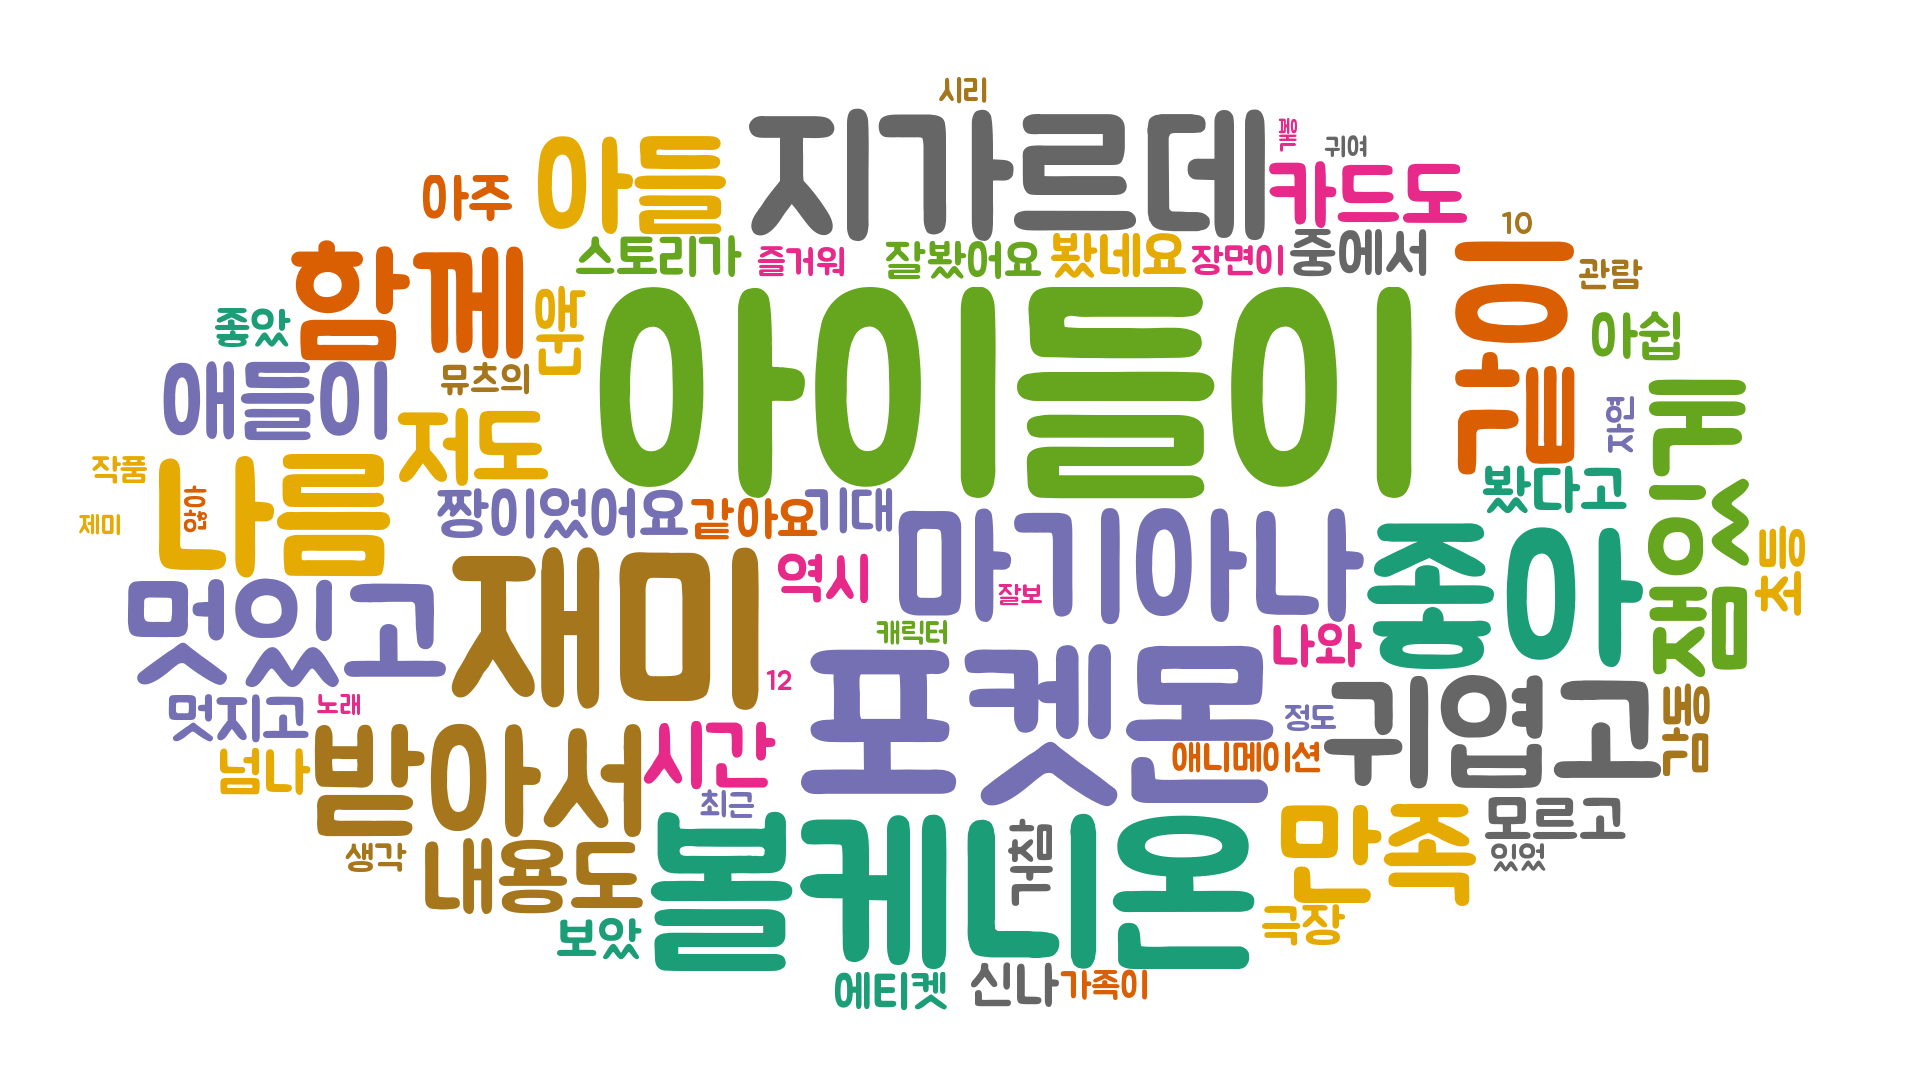 시리
지가르데
아들
귀여
카드도
아주
10
스토리가
즐거워
잘봤어요
봤네요
장면이
중에서
함께
관람
아이들이
좋았
아쉽
뮤츠의
애들이
저도
자연
잼있게
작품
나름
봤다고
제미
짱이었어요
같아요
기대
마기아나
좋아
초등
역시
재미
잘보
멋있고
캐릭터
나와
포켓몬
12
귀엽고
멋지고
노래
정도
넘나
받아서
시간
애니메이션
최근
모르고
만족
생각
내용도
볼케니온
있었
극장
보았
에티켓
신나
가족이